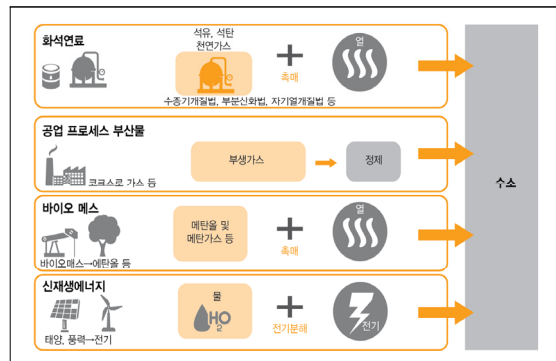 화석연료
석유, 석탄
천연가스
촉매
열
수증기개질법, 부분산화법, 자기열개질법 등
공업 프로세스 부산물
코크스로 가스 등
부생가스
정제
수소
바이오 메스
바이오매스→에탄올 등
메탄올 및
메탄가스 등
촉매
열
신재생에너지
태양, 풍력→전기
물
HO
2
전기분해
전기